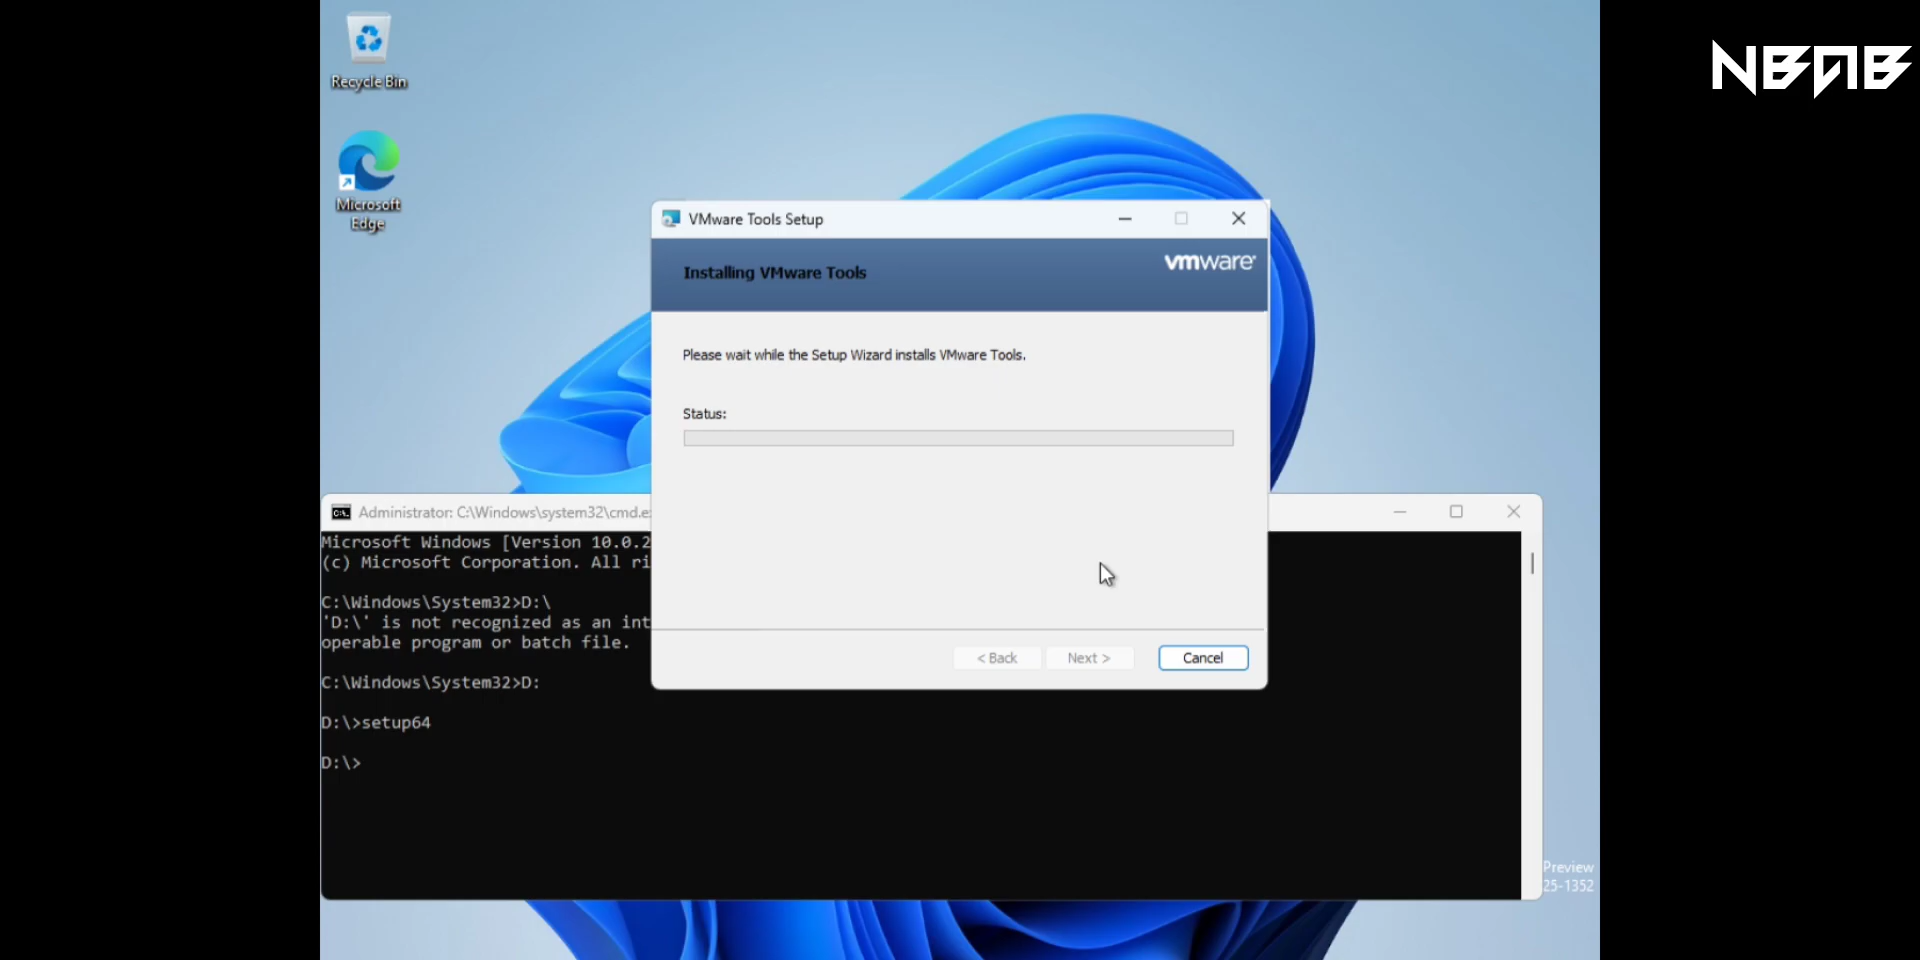 Recycle Bin
Microsoft
Edge
NBAB
VMware Tools Setup
Installing VMware Tools
vmware
Please wait while the Setup Wizard installs VMware Tools.
Status:
< Back
Next >
Cancel
Administrator: C:\Windows\system32\cmd.e
Microsoft Windows [Version 10.0.2
(c) Microsoft Corporation. All ri
C:\Windows\System32>D:\
'D:\' is not recognized as an int
operable program or batch file.
C:\Windows\System32>D:
D:\>setup64
D:\>
Preview
25-1352